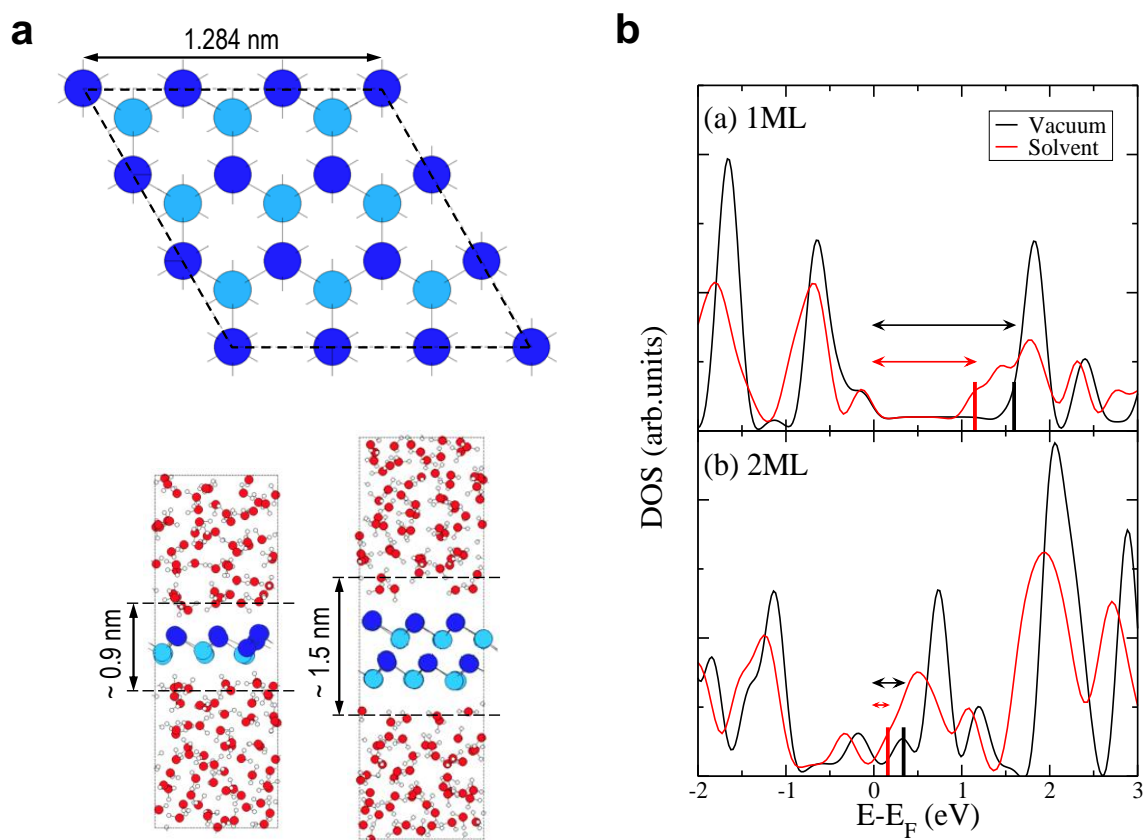 a
1.284 nm
~ 0.9 nm
~ 1.5 nm
b
(a) 1ML
Vacuum
Solvent
(b) 2ML
DOS (arb.units)
-2 -1 0 1 2 3
E-E_F (eV)